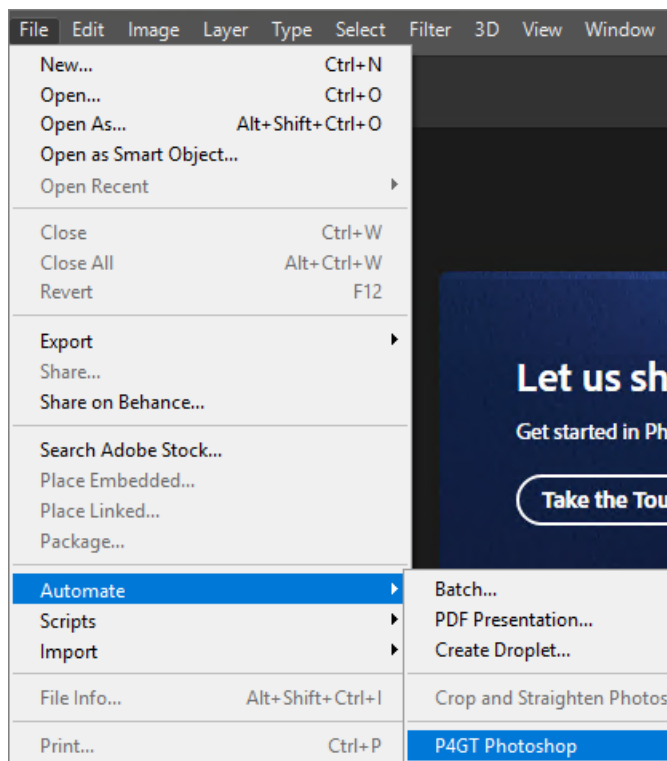 File Edit Image Layer Type Select Filter 3D View Window
New... Ctrl+N
Open... Ctrl+O
Open As... Alt+Shift+Ctrl+O
Open as Smart Object...
Open Recent
Close Ctrl+W
Close All Alt+Ctrl+W
Revert F12
Export
Share...
Share on Behance...
Search Adobe Stock...
Place Embedded...
Place Linked...
Package...
Automate
Scripts
Import
File Info... Alt+Shift+Ctrl+I
Print... Ctrl+P
Let us sh
Get started in Ph
Take the Tou
Batch...
PDF Presentation...
Create Droplet...
Crop and Straighten Photos
P4GT Photoshop